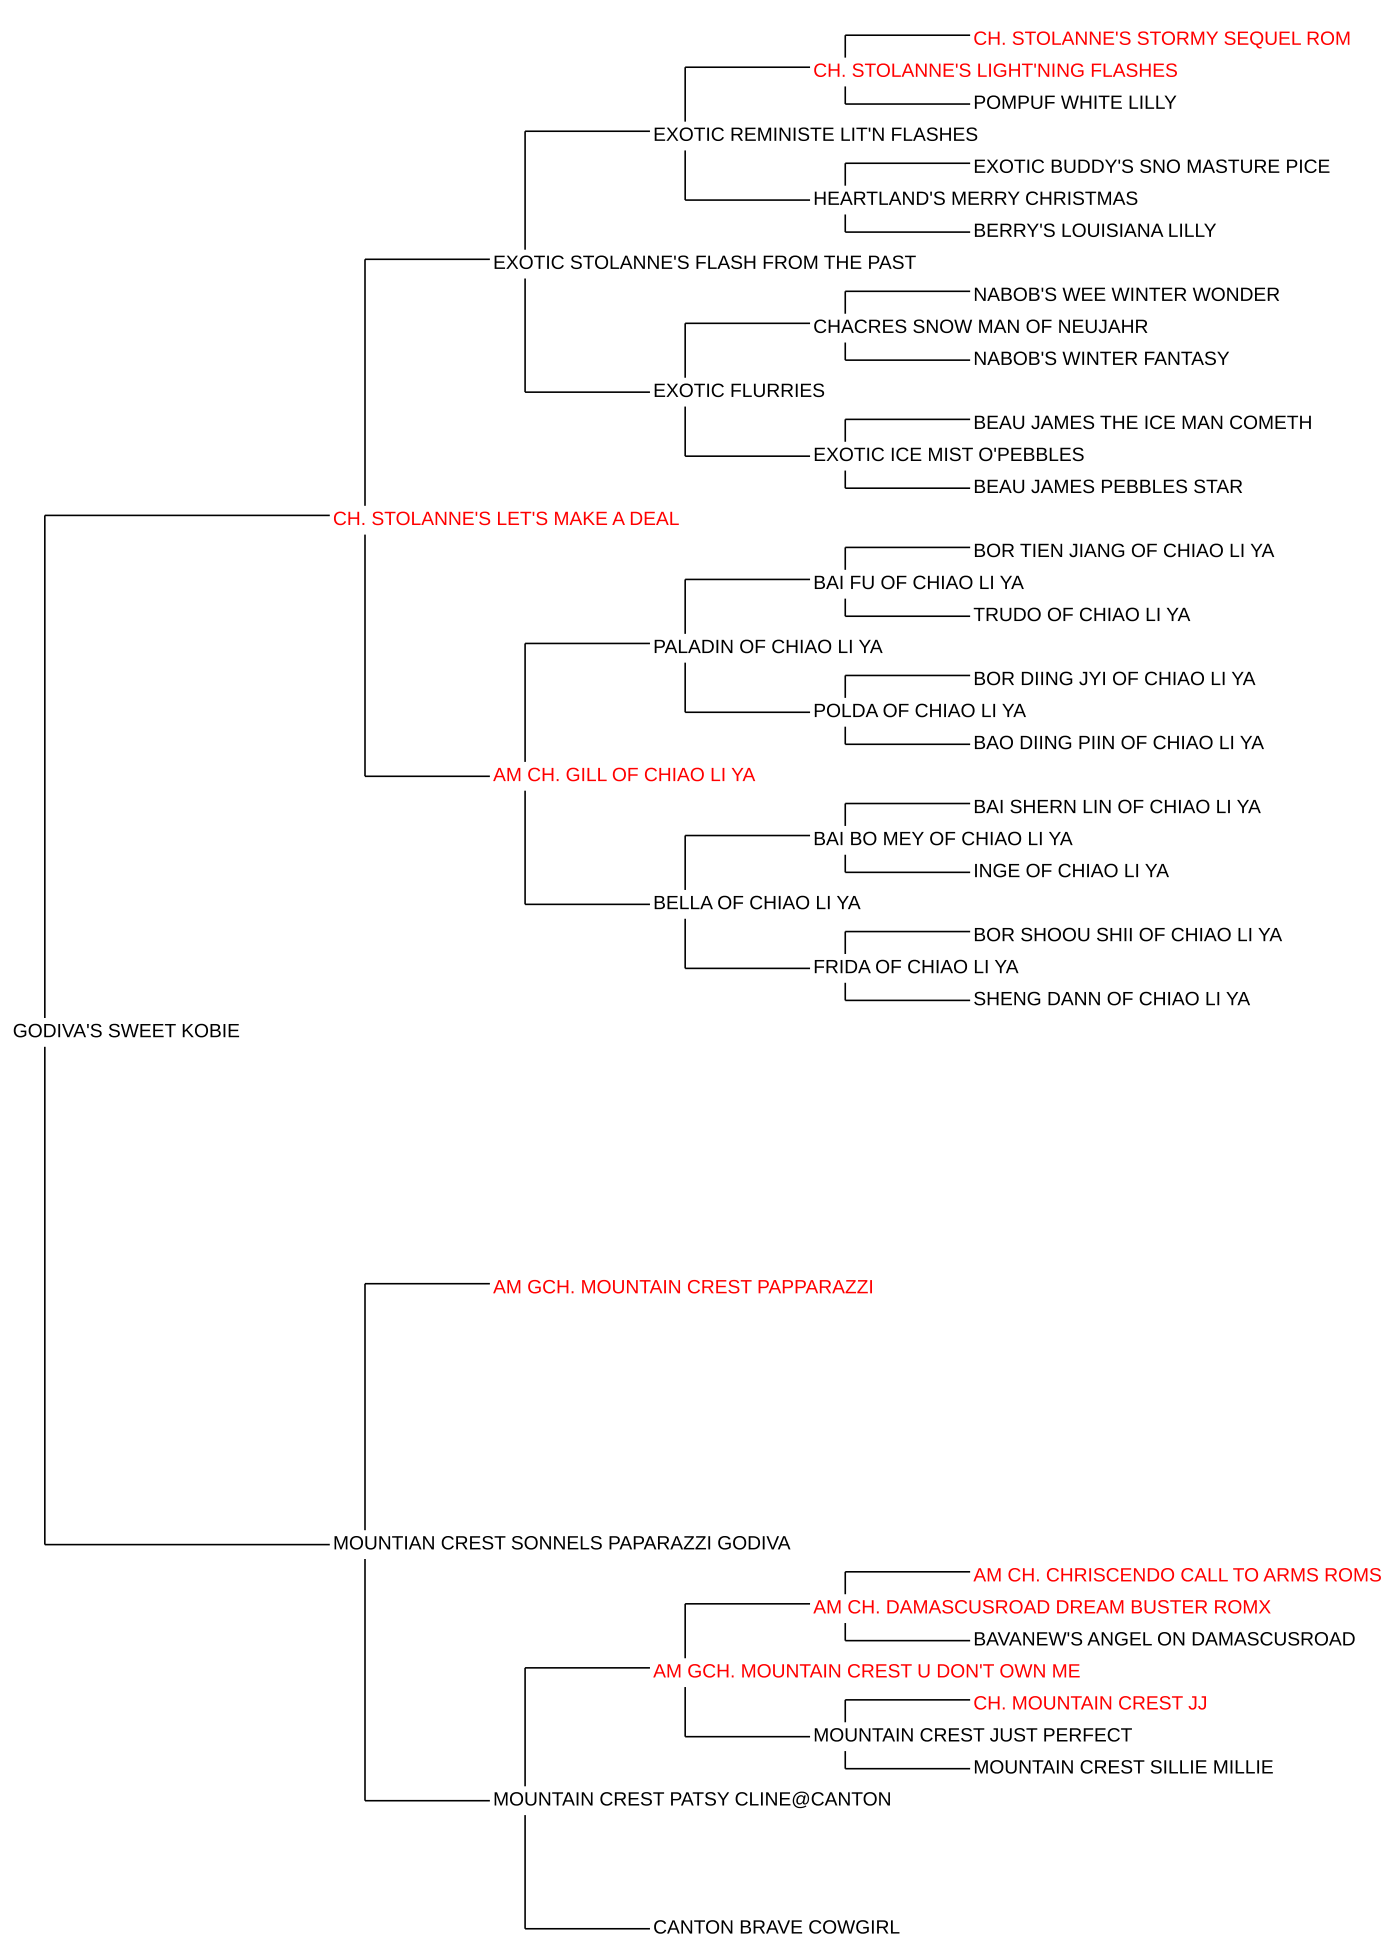 CH. STOLANNE'S STORMY SEQUEL ROM
CH. STOLANNE'S LIGHT'NING FLASHES
POMPUF WHITE LILLY
EXOTIC REMINISTE LIT'N FLASHES
EXOTIC BUDDY'S SNO MASTURE PICE
HEARTLAND'S MERRY CHRISTMAS
BERRY'S LOUISIANA LILLY
EXOTIC STOLANNE'S FLASH FROM THE PAST
NABOB'S WEE WINTER WONDER
CHACRES SNOW MAN OF NEUJAHR
NABOB'S WINTER FANTASY
EXOTIC FLURRIES
BEAU JAMES THE ICE MAN COMETH
EXOTIC ICE MIST O'PEBBLES
BEAU JAMES PEBBLES STAR
CH. STOLANNE'S LET'S MAKE A DEAL
BOR TIEN JIANG OF CHIAO LI YA
BAI FU OF CHIAO LI YA
TRUDO OF CHIAO LI YA
PALADIN OF CHIAO LI YA
BOR DIING JYI OF CHIAO LI YA
POLDA OF CHIAO LI YA
BAO DIING PIIN OF CHIAO LI YA
AM CH. GILL OF CHIAO LI YA
BAI SHERN LIN OF CHIAO LI YA
BAI BO MEY OF CHIAO LI YA
INGE OF CHIAO LI YA
BELLA OF CHIAO LI YA
BOR SHOOU SHII OF CHIAO LI YA
FRIDA OF CHIAO LI YA
SHENG DANN OF CHIAO LI YA
GODIVA'S SWEET KOBIE
AM GCH. MOUNTAIN CREST PAPPARAZZI
MOUNTIAN CREST SONNELS PAPARAZZI GODIVA
AM CH. CHRISCENDO CALL TO ARMS ROMS
AM CH. DAMASCUSROAD DREAM BUSTER ROMX
BAVANEW'S ANGEL ON DAMASCUSROAD
AM GCH. MOUNTAIN CREST U DON'T OWN ME
CH. MOUNTAIN CREST JJ
MOUNTAIN CREST JUST PERFECT
MOUNTAIN CREST SILLIE MILLIE
MOUNTAIN CREST PATSY CLINE@CANTON
CANTON BRAVE COWGIRL